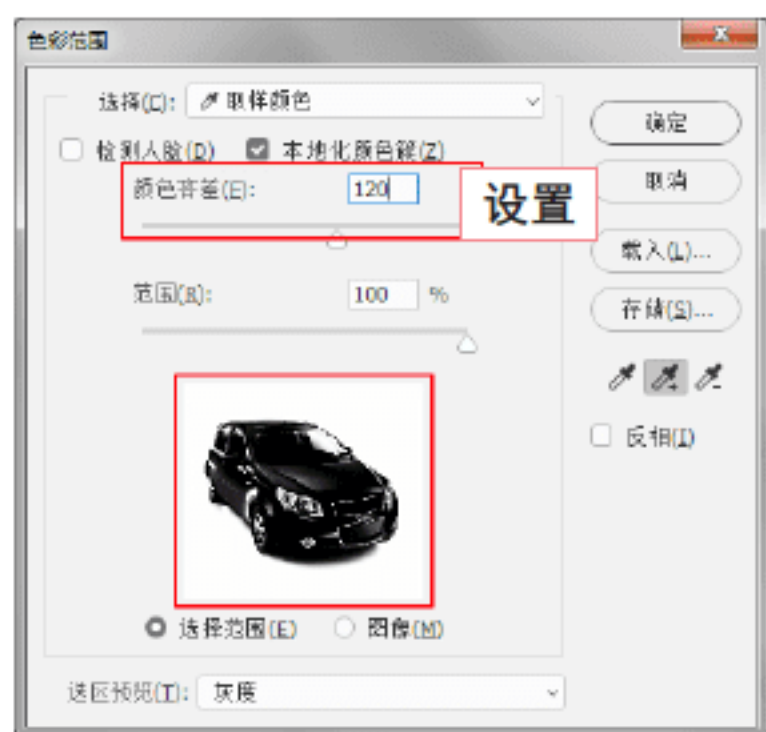 色彩范围
选择(C): 取样颜色
检测人脸(D) 本地化颜色簇(Z)
颜色容差(E): 120
设置
范围(R): 100 %
选择范围(E) 图像(M)
选区预览(T): 灰度
确定
取消
载入(L)...
存储(S)...
反相(I)